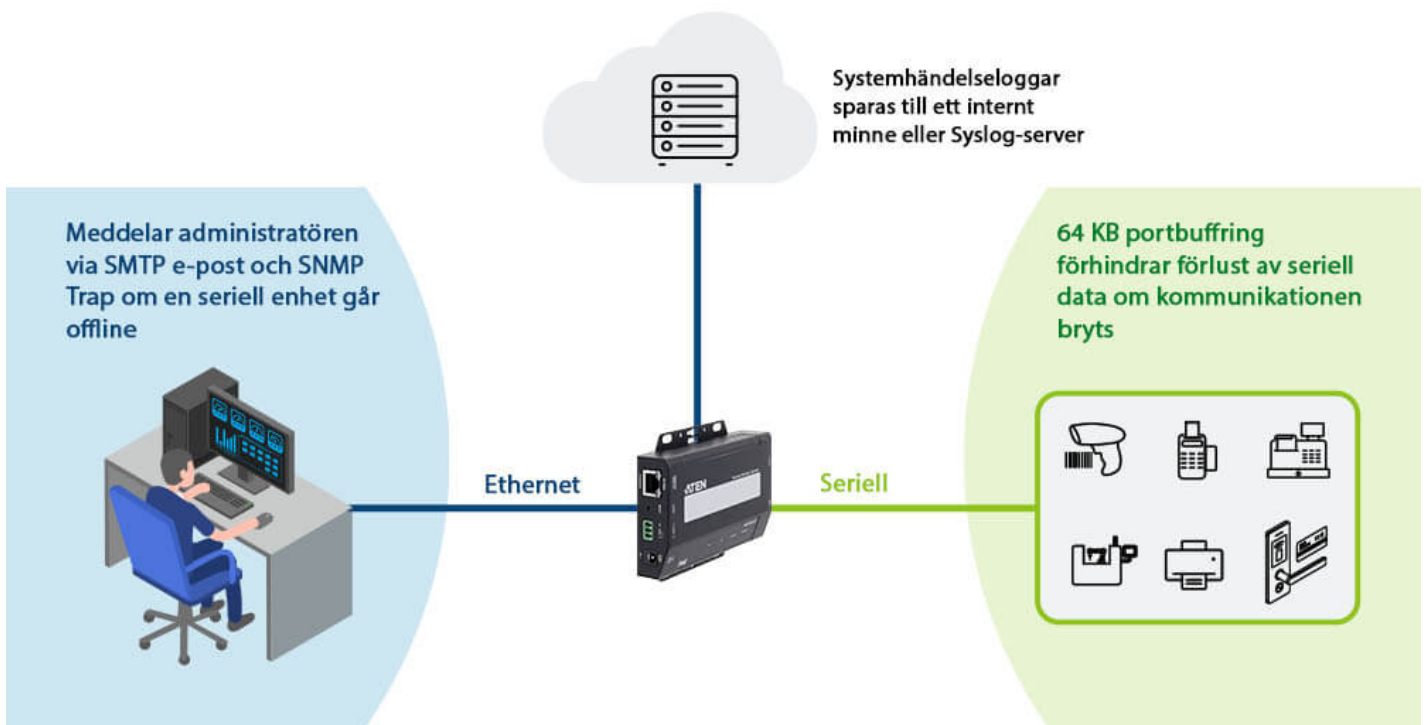 Systemhändelseloggar
sparas till ett internt
minne eller Syslog-server
Meddelar administratören
via SMTP e-post och SNMP
Trap om en seriell enhet går
offline
64 KB portbuffring
förhindrar förlust av seriell
data om kommunikationen
bryts
Ethernet
ATEN
Seriell